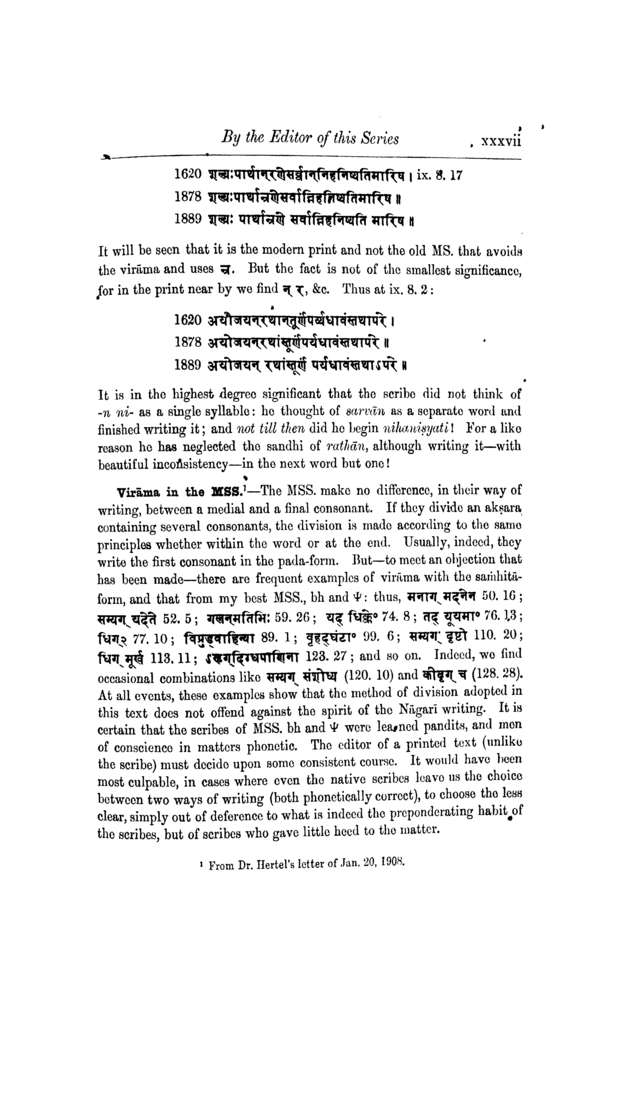 By the Editor of this Series
xxxvii
1620 शल्यःपार्थान्रणेसर्वान्निहनिष्यतिमारिष । ix. 8. 17
1878 शल्यःपार्थान्रणेसर्वान्निहनिष्यतिमारिष ॥
1889 शल्यः पार्थान्रणे सर्वान्निहनिष्यति मारिष ॥
It will be seen that it is the modern print and not the old MS. that avoids
the virāma and uses न्र. But the fact is not of the smallest significance,
for in the print near by we find न् र, &c. Thus at ix. 8. 2 :
1620 अयोजयन्रथानतूर्णंपर्य्यधावंस्तथापरे ।
1878 अयोजयन्रथांस्तूर्णंपर्यधावंस्तथापरे ॥
1889 अयोजयन् रथांस्तूर्णं पर्यधावंस्तथाऽपरे ॥
It is in the highest degree significant that the scribe did not think of
-n ni- as a single syllable: he thought of sarvān as a separate word and
finished writing it; and not till then did he begin nihaniṣyati! For a like
reason he has neglected the sandhi of rathān, although writing it—with
beautiful inconsistency—in the next word but one!
Virāma in the MSS.¹—The MSS. make no difference, in their way of
writing, between a medial and a final consonant. If they divide an akṣara
containing several consonants, the division is made according to the same
principles whether within the word or at the end. Usually, indeed, they
write the first consonant in the pada-form. But—to meet an objection that
has been made—there are frequent examples of virāma with the saṁhitā-
form, and that from my best MSS., bh and Ψ: thus, मनाग् मद्नेन 50. 16;
सम्यग् यदेते 52. 5; गलन्मतिभिः 59. 26; यद् धिक्के° 74. 8; तद् यूयमा° 76. 13;
धिग्२ 77. 10; 89. 1; वृहद्घंटा° 99. 6; सम्यग् दृष्टो 110. 20;
धिग् मूर्ख 113. 11; 123. 27; and so on. Indeed, we find
occasional combinations like सम्यग् संशोध्य (120. 10) and कीदृग् च (128. 28).
At all events, these examples show that the method of division adopted in
this text does not offend against the spirit of the Nāgarī writing. It is
certain that the scribes of MSS. bh and Ψ were learned pandits, and men
of conscience in matters phonetic. The editor of a printed text (unlike
the scribe) must decide upon some consistent course. It would have been
most culpable, in cases where even the native scribes leave us the choice
between two ways of writing (both phonetically correct), to choose the less
clear, simply out of deference to what is indeed the preponderating habit of
the scribes, but of scribes who gave little heed to the matter.
¹ From Dr. Hertel's letter of Jan. 20, 1908.